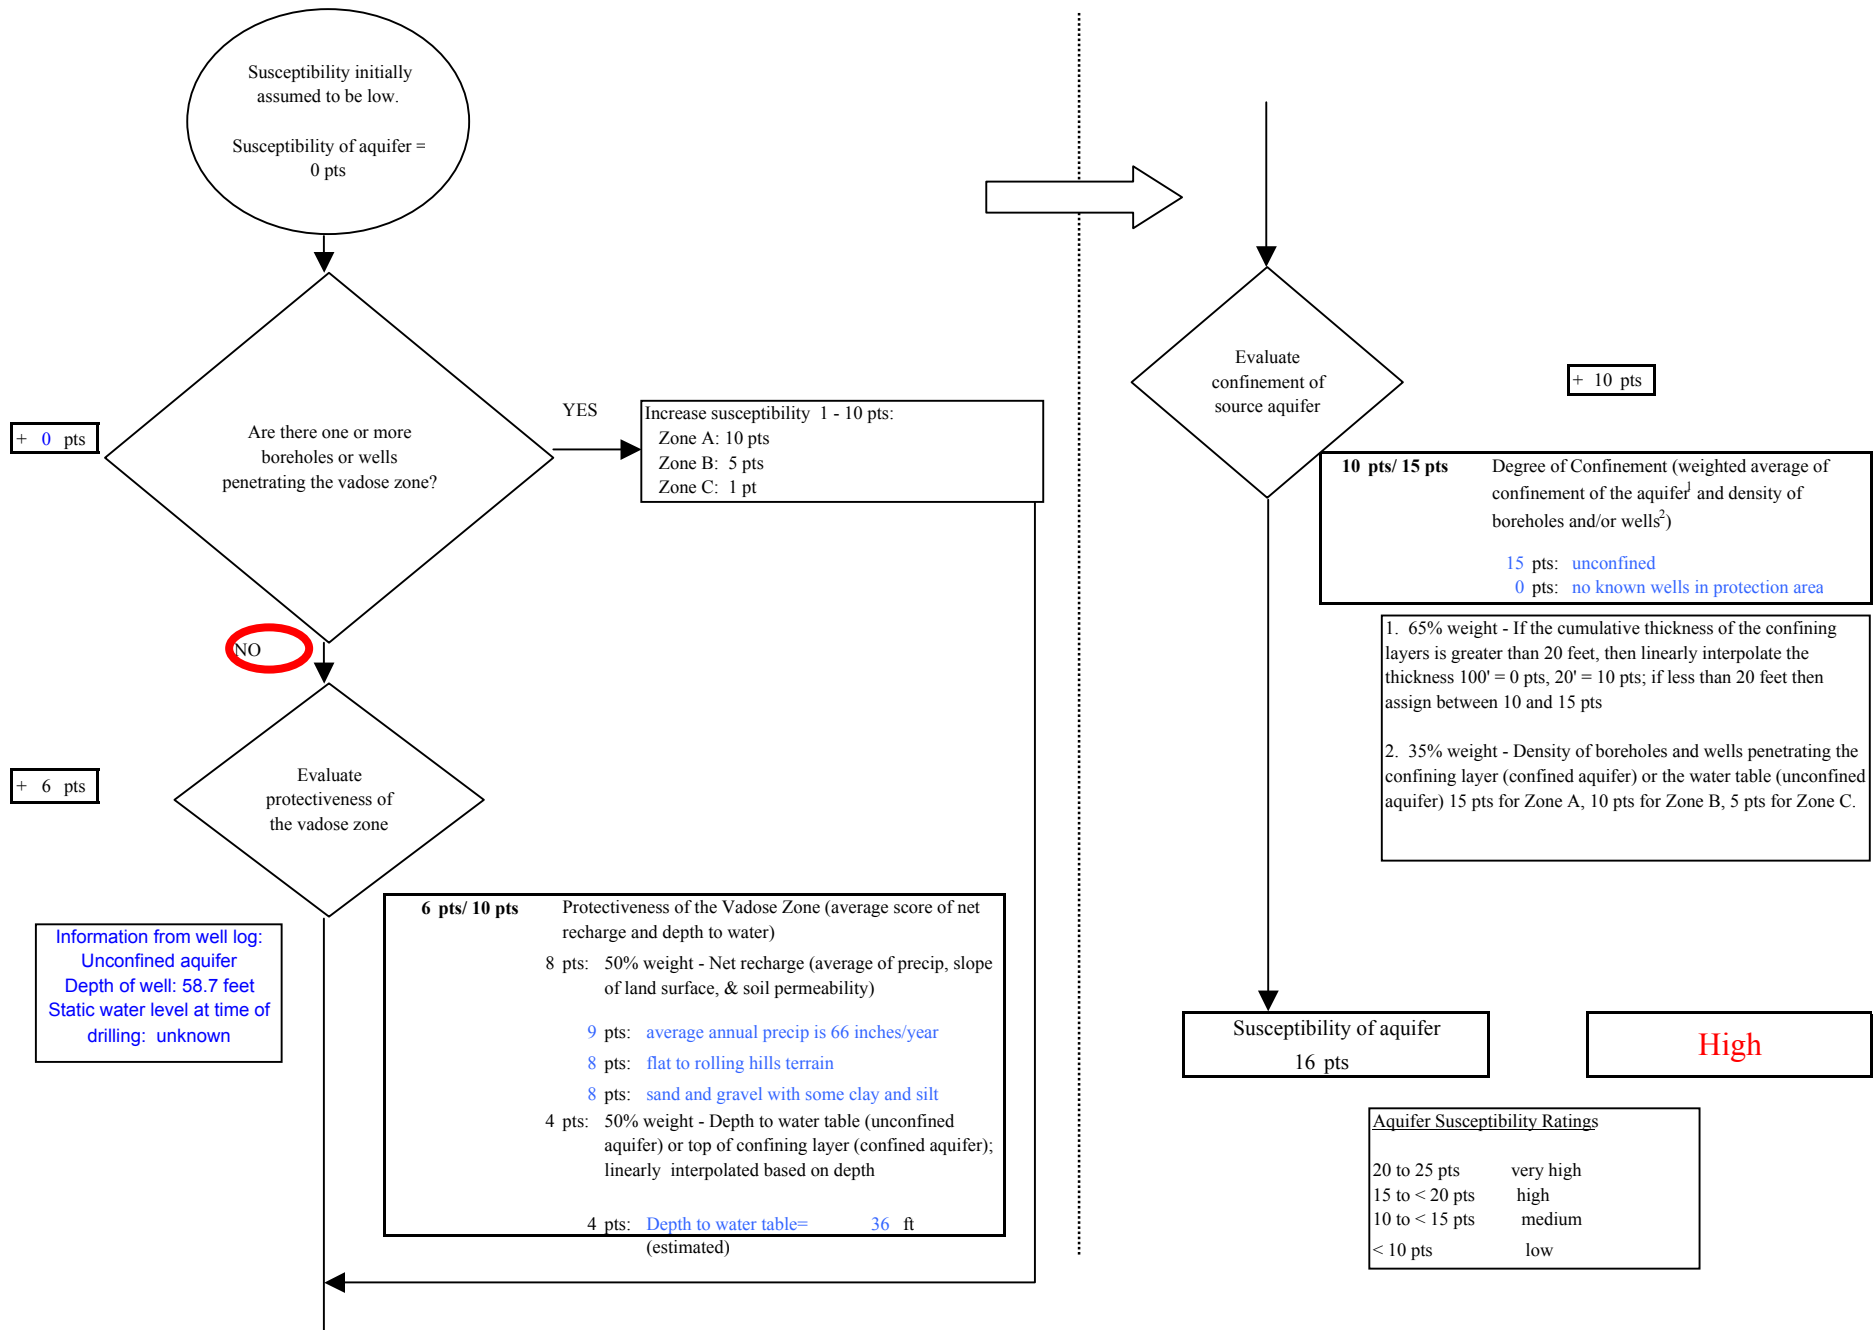 Susceptibility initially
assumed to be low.
Susceptibility of aquifer =
0 pts
+ 0 pts
Are there one or more
boreholes or wells
penetrating the vadose zone?
YES
Increase susceptibility 1 - 10 pts:
Zone A: 10 pts
Zone B: 5 pts
Zone C: 1 pt
NO
+ 6 pts
Evaluate
protectiveness of
the vadose zone
Information from well log:
Unconfined aquifer
Depth of well: 58.7 feet
Static water level at time of
drilling: unknown
6 pts/ 10 pts Protectiveness of the Vadose Zone (average score of net
recharge and depth to water)
8 pts: 50% weight - Net recharge (average of precip, slope
of land surface, & soil permeability)
9 pts: average annual precip is 66 inches/year
8 pts: flat to rolling hills terrain
8 pts: sand and gravel with some clay and silt
4 pts: 50% weight - Depth to water table (unconfined
aquifer) or top of confining layer (confined aquifer);
linearly interpolated based on depth
4 pts: Depth to water table= 36 ft
(estimated)
Evaluate
confinement of
source aquifer
+ 10 pts
10 pts/ 15 pts Degree of Confinement (weighted average of
confinement of the aquifer1 and density of
boreholes and/or wells2)
15 pts: unconfined
0 pts: no known wells in protection area
1. 65% weight - If the cumulative thickness of the confining
layers is greater than 20 feet, then linearly interpolate the
thickness 100' = 0 pts, 20' = 10 pts; if less than 20 feet then
assign between 10 and 15 pts
2. 35% weight - Density of boreholes and wells penetrating the
confining layer (confined aquifer) or the water table (unconfined
aquifer) 15 pts for Zone A, 10 pts for Zone B, 5 pts for Zone C.
Susceptibility of aquifer
16 pts
High
Aquifer Susceptibility Ratings
20 to 25 pts very high
15 to < 20 pts high
10 to < 15 pts medium
< 10 pts low